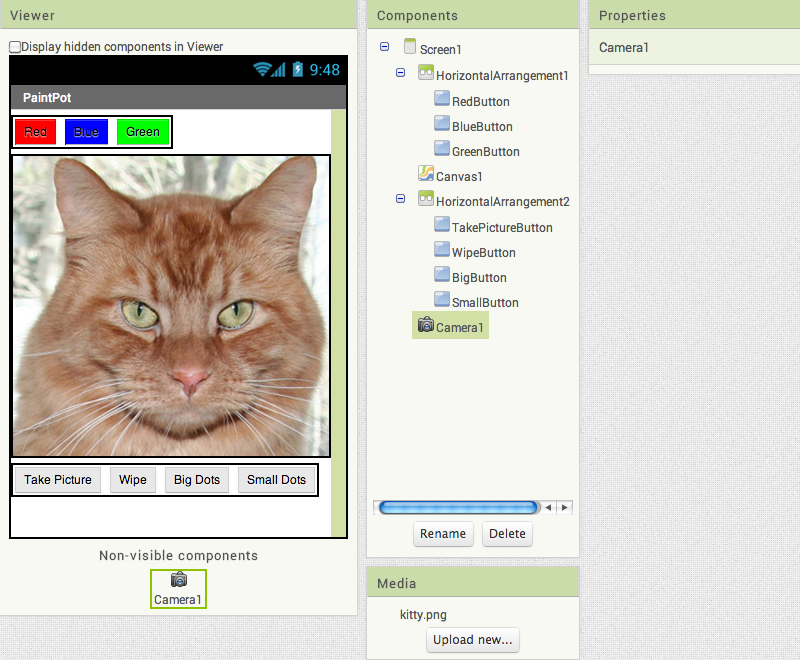 Viewer
Display hidden components in Viewer
9:48
PaintPot
Red Blue Green
Take Picture Wipe Big Dots Small Dots
Non-visible components
Camera1
Components
Screen1
HorizontalArrangement1
RedButton
BlueButton
GreenButton
Canvas1
HorizontalArrangement2
TakePictureButton
WipeButton
BigButton
SmallButton
Camera1
Rename Delete
Media
kitty.png
Upload new...
Properties
Camera1